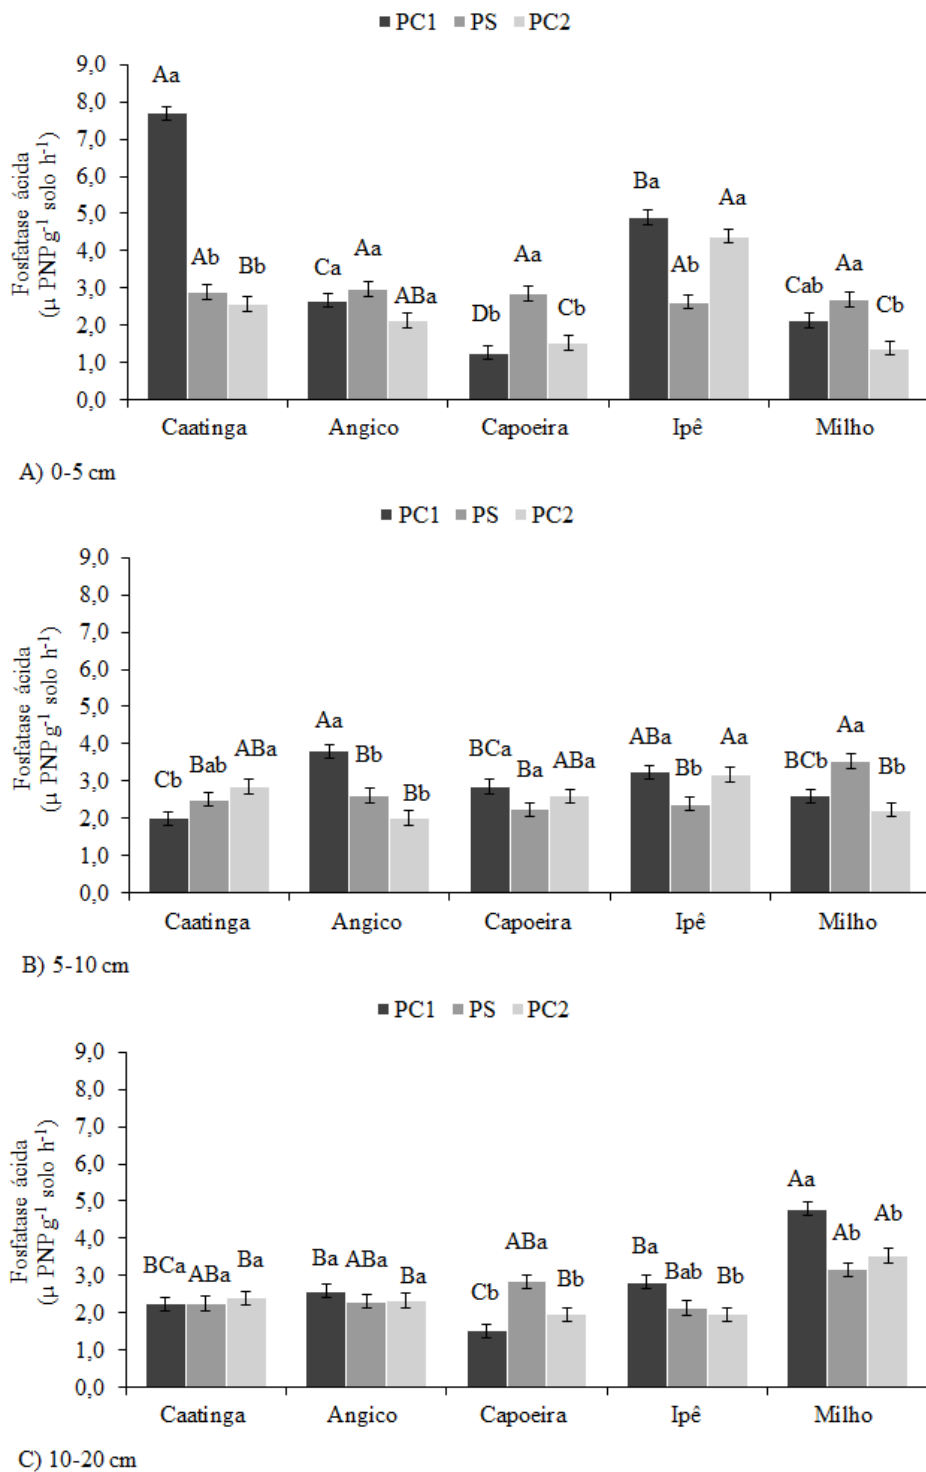 PC1 PS PC2
Fosfatase ácida
(µ PNP g-1 solo h-1)
9,0
8,0
7,0
6,0
5,0
4,0
3,0
2,0
1,0
0,0
Aa Ab Bb
Ca Aa ABa
Db Aa Cb
Ba Ab Aa
Cab Aa Cb
Caatinga Angico Capoeira Ipê Milho
A) 0-5 cm
PC1 PS PC2
Fosfatase ácida
(µ PNP g-1 solo h-1)
9,0
8,0
7,0
6,0
5,0
4,0
3,0
2,0
1,0
0,0
Cb Bab ABa
Aa Bb Bb
BCa Ba ABa
ABa Bb Aa
BCb Aa Bb
Caatinga Angico Capoeira Ipê Milho
B) 5-10 cm
PC1 PS PC2
Fosfatase ácida
(µ PNP g-1 solo h-1)
9,0
8,0
7,0
6,0
5,0
4,0
3,0
2,0
1,0
0,0
BCa ABa Ba
Ba ABa Ba
Cb ABa Bb
Ba Bab Bb
Aa Ab Ab
Caatinga Angico Capoeira Ipê Milho
C) 10-20 cm